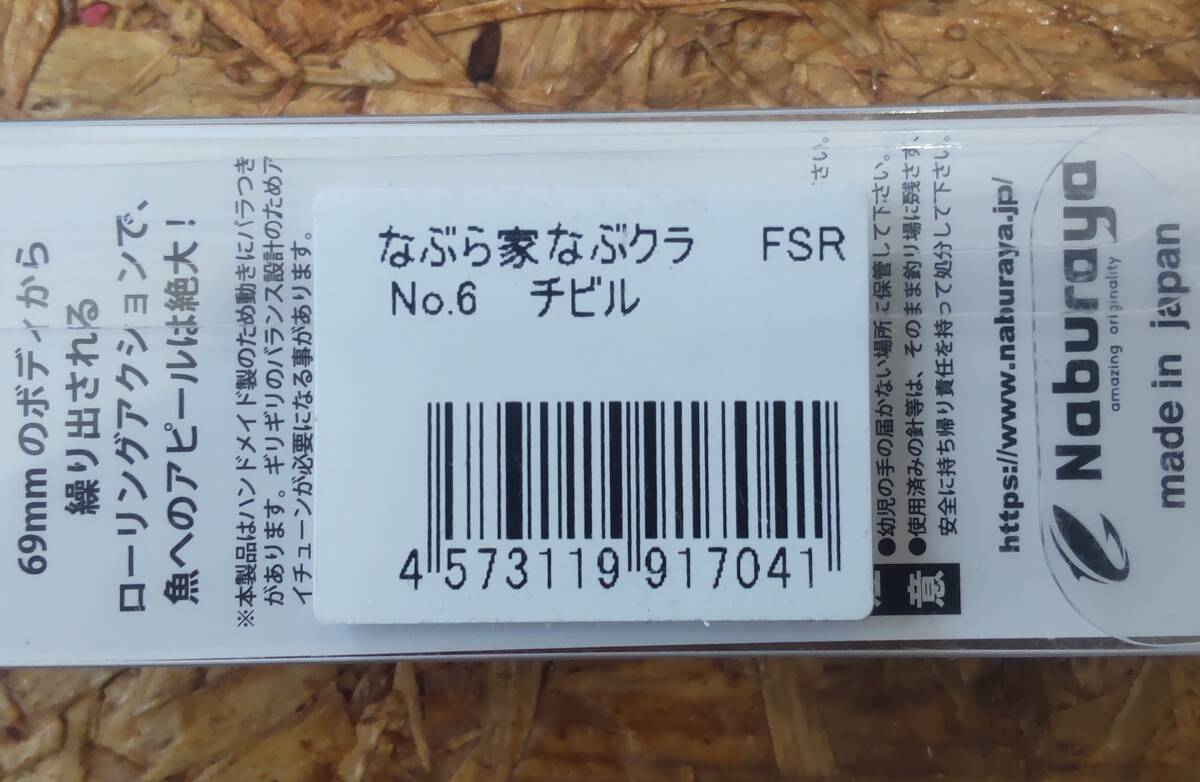 69mmのボディから
繰り出される
ローリングアクションで、
魚へのアピールは絶大！
※本製品はハンドメイド製のため動きにバラつき
があります。ギリギリのバランス設計のためア
イチューンが必要になる事があります。
なぶら家なぶクラ FSR
No.6 チビル
4 573119 917041
さい。
●幼児の手の届かない場所に保管して下さい。
●使用済みの針等は、そのまま釣り場に残さず、
安全に持ち帰り責任を持って処分して下さい。
意
https://www.naburaya.jp/
Naburaya
amazing originality
made in japan